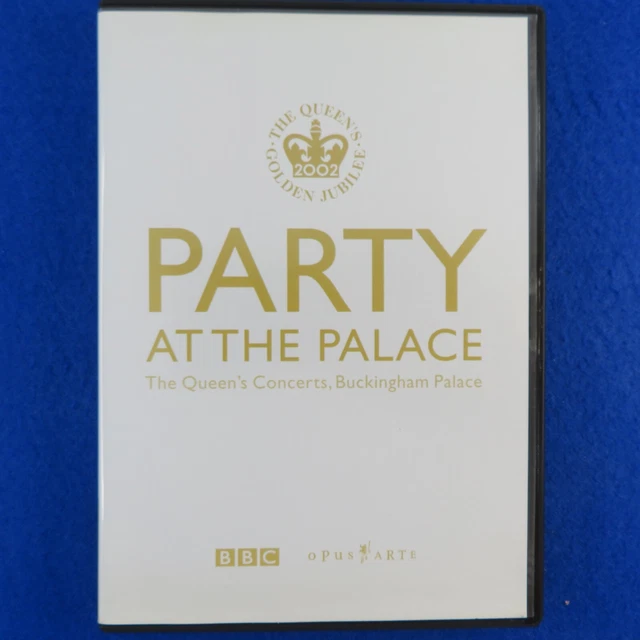 THE QUEEN'S
GOLDEN JUBILEE
2002
PARTY
AT THE PALACE
The Queen's Concerts, Buckingham Palace
BBC OPUS ARTE